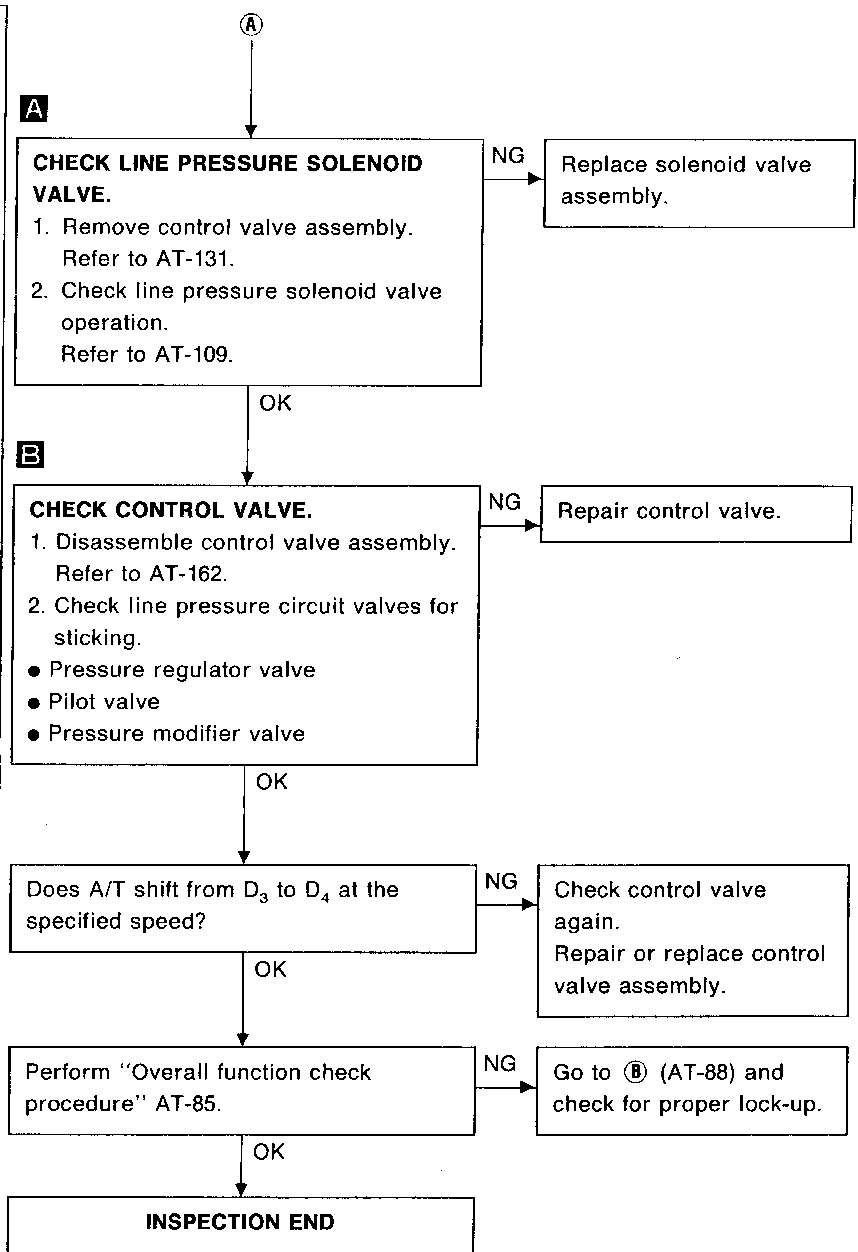 Ⓐ
A
CHECK LINE PRESSURE SOLENOID
VALVE.
1. Remove control valve assembly.
Refer to AT-131.
2. Check line pressure solenoid valve
operation.
Refer to AT-109.
NG
Replace solenoid valve
assembly.
OK
B
CHECK CONTROL VALVE.
1. Disassemble control valve assembly.
Refer to AT-162.
2. Check line pressure circuit valves for
sticking.
● Pressure regulator valve
● Pilot valve
● Pressure modifier valve
NG
Repair control valve.
OK
Does A/T shift from D₃ to D₄ at the
specified speed?
NG
Check control valve
again.
Repair or replace control
valve assembly.
OK
Perform "Overall function check
procedure" AT-85.
NG
Go to Ⓑ (AT-88) and
check for proper lock-up.
OK
INSPECTION END